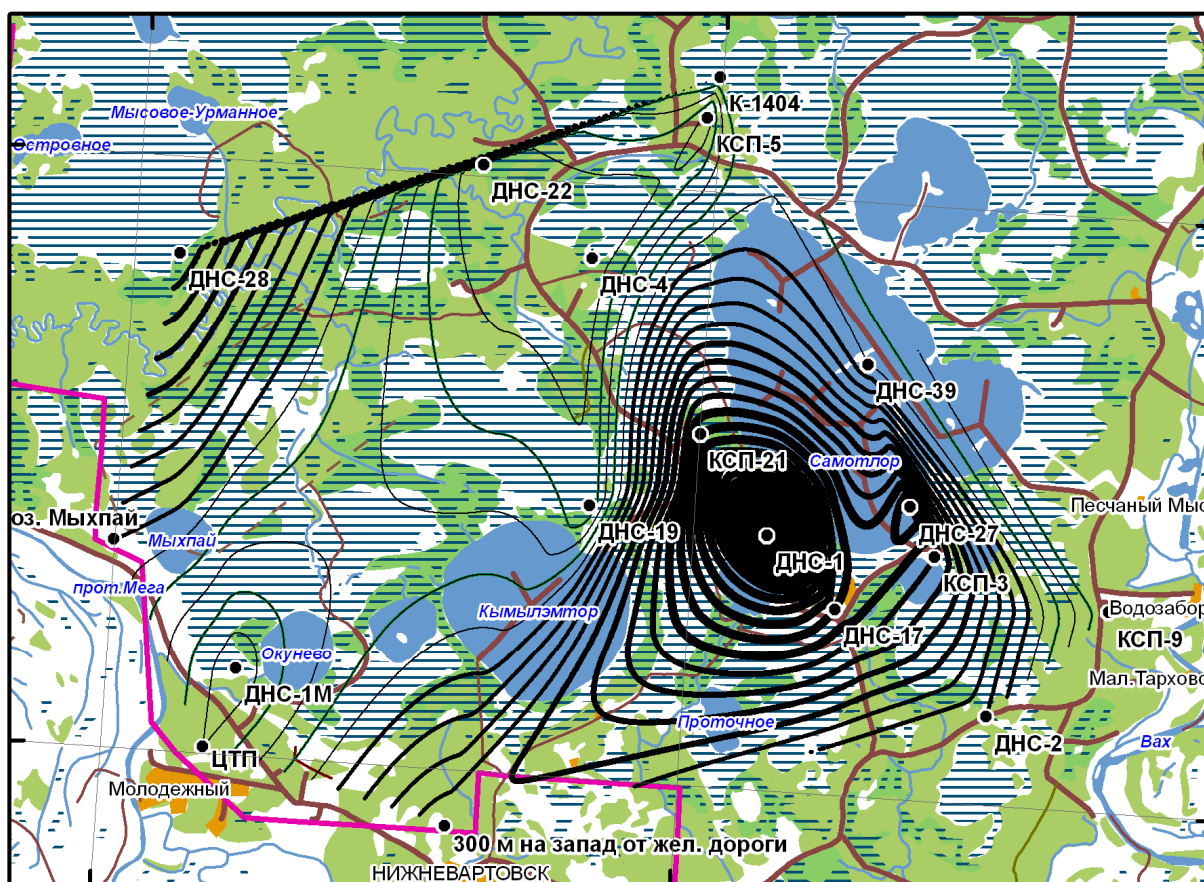 К-1404
Мысовое-Урманное
КСП-5
Островное
ДНС-22
ДНС-28
ДНС-4
ДНС-39
КСП-21
Самотлор
Песчаный Мыс
оз. Мыхпай
Мыхпай
ДНС-19
ДНС-27
ДНС-1
КСП-3
прот.Мега
Кымылэмтор
Водозабор
ДНС-17
КСП-9
Окунево
ДНС-1М
Мал.Тархово
Проточное
ДНС-2
Вах
ЦТП
Молодежный
300 м на запад от жел. дороги
НИЖНЕВАРТОВСК